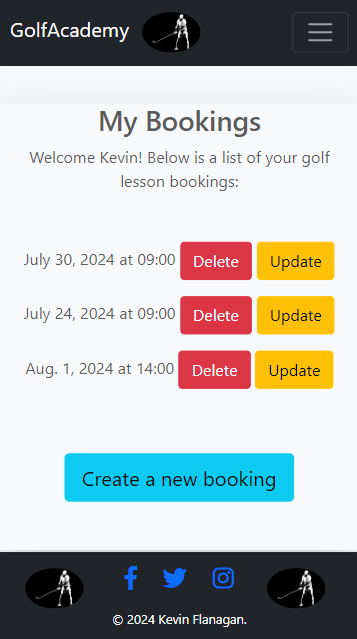 GolfAcademy
My Bookings
Welcome Kevin! Below is a list of your golf
lesson bookings:
July 30, 2024 at 09:00 Delete Update
July 24, 2024 at 09:00 Delete Update
Aug. 1, 2024 at 14:00 Delete Update
Create a new booking
© 2024 Kevin Flanagan.